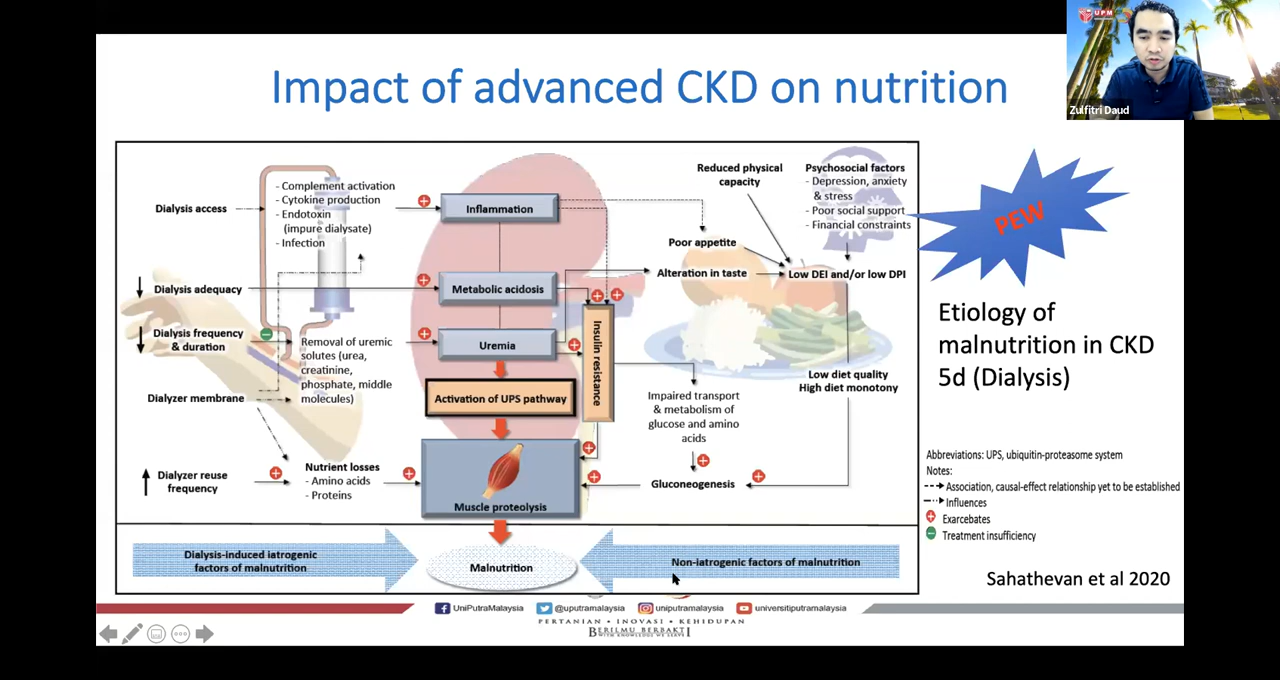 UPM
Zulfitri Daud
Impact of advanced CKD on nutrition
Dialysis access
- Complement activation
- Cytokine production
- Endotoxin
(impure dialysate)
- Infection
Inflammation
Reduced physical
capacity
Psychosocial factors
- Depression, anxiety
& stress
- Poor social support
- Financial constraints
PEW
Poor appetite
Alteration in taste
Low DEI and/or low DPI
Dialysis adequacy
Metabolic acidosis
Dialysis frequency
& duration
Removal of uremic
solutes (urea,
creatinine,
phosphate, middle
molecules)
Uremia
Insulin resistance
Etiology of
malnutrition in CKD
5d (Dialysis)
Low diet quality
High diet monotony
Dialyzer membrane
Activation of UPS pathway
Impaired transport
& metabolism of
glucose and amino
acids
Dialyzer reuse
frequency
Nutrient losses
- Amino acids
- Proteins
Muscle proteolysis
Gluconeogenesis
Abbreviations: UPS, ubiquitin-proteasome system
Notes:
Association, causal-effect relationship yet to be established
Influences
Exarcebates
Treatment insufficiency
Dialysis-induced iatrogenic
factors of malnutrition
Malnutrition
Non-iatrogenic factors of malnutrition
Sahathevan et al 2020
UniPutraMalaysia
@uputramalaysia
uniputramalaysia
universitiputramalaysia
PERTANIAN • INOVASI • KEHIDUPAN
BERILMU BERBAKTI
WITH KNOWLEDGE WE SERVE